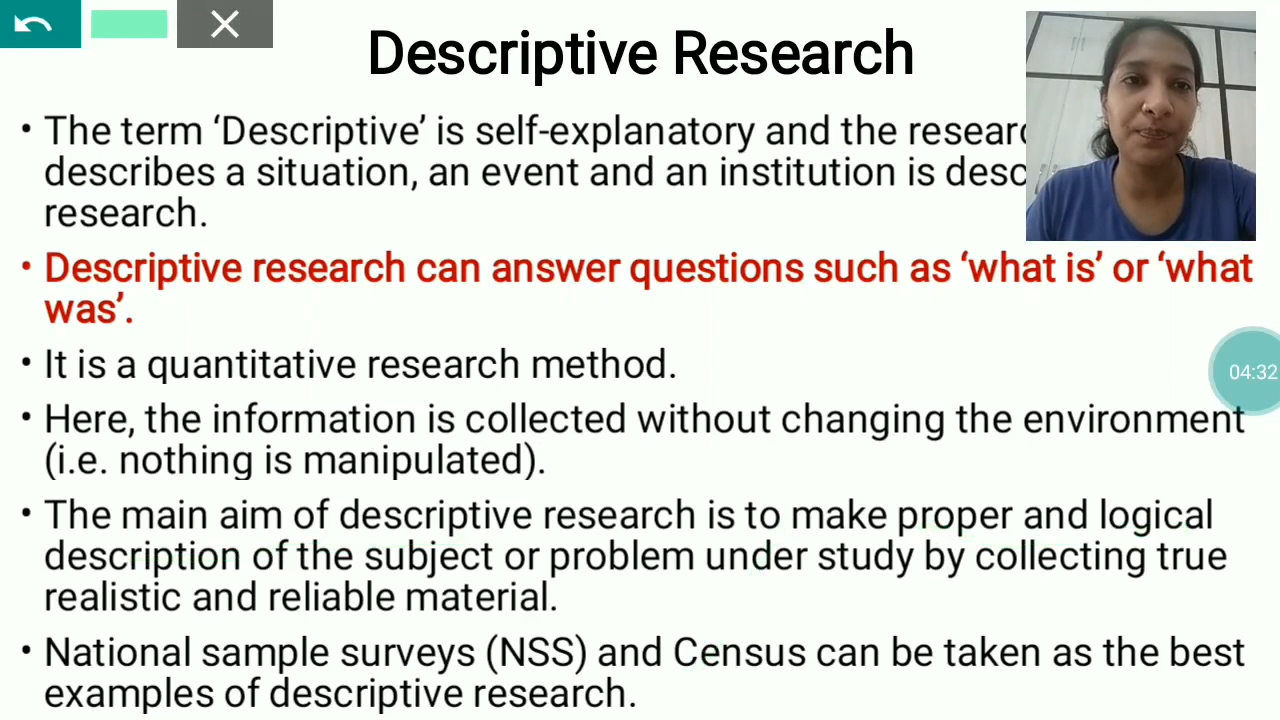 Descriptive Research
• The term ‘Descriptive’ is self-explanatory and the
describes a situation, an event and an institution is
research.
• Descriptive research can answer questions such as ‘what is’ or ‘what
was’.
• It is a quantitative research method.
• Here, the information is collected without changing the environment
(i.e. nothing is manipulated).
• The main aim of descriptive research is to make proper and logical
description of the subject or problem under study by collecting true
realistic and reliable material.
• National sample surveys (NSS) and Census can be taken as the best
examples of descriptive research.
04:32